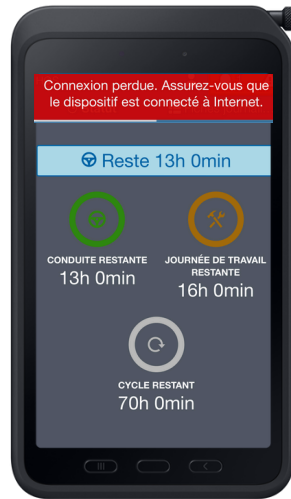 Connexion perdue. Assurez-vous que
le dispositif est connecté à Internet.
Reste 13h 0min
CONDUITE RESTANTE
13h 0min
JOURNÉE DE TRAVAIL
RESTANTE
16h 0min
CYCLE RESTANT
70h 0min